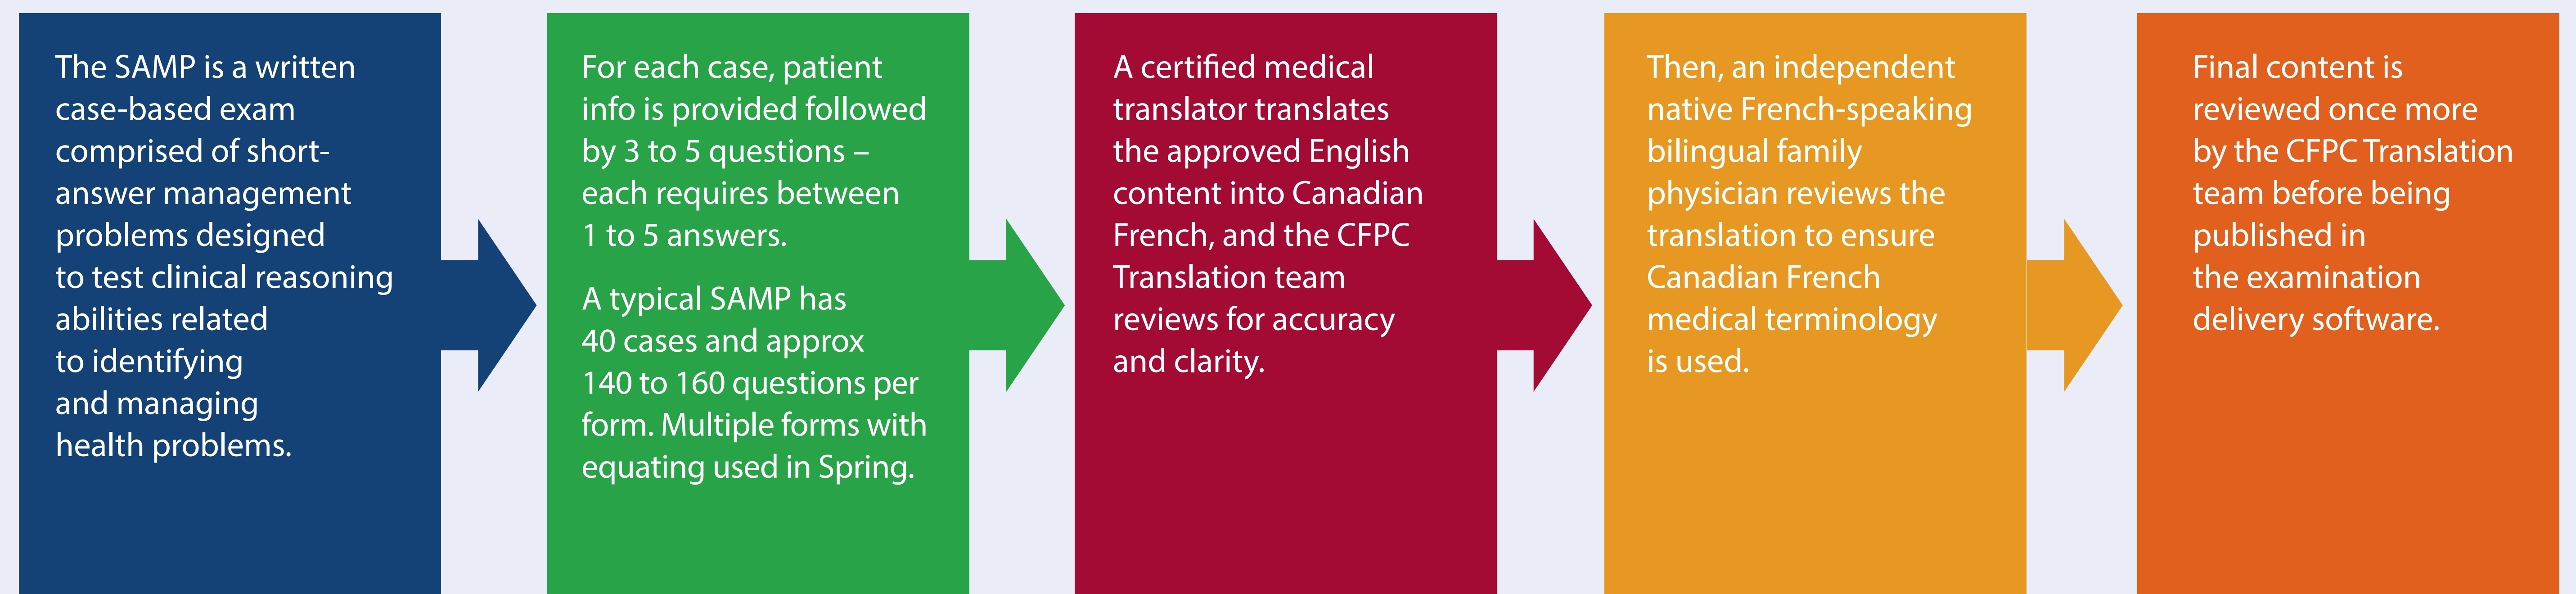 The SAMP is a written
case-based exam
comprised of short-
answer management
problems designed
to test clinical reasoning
abilities related
to identifying
and managing
health problems.
For each case, patient
info is provided followed
by 3 to 5 questions –
each requires between
1 to 5 answers.
A typical SAMP has
40 cases and approx
140 to 160 questions per
form. Multiple forms with
equating used in Spring.
A certified medical
translator translates
the approved English
content into Canadian
French, and the CFPC
Translation team
reviews for accuracy
and clarity.
Then, an independent
native French-speaking
bilingual family
physician reviews the
translation to ensure
Canadian French
medical terminology
is used.
Final content is
reviewed once more
by the CFPC Translation
team before being
published in
the examination
delivery software.